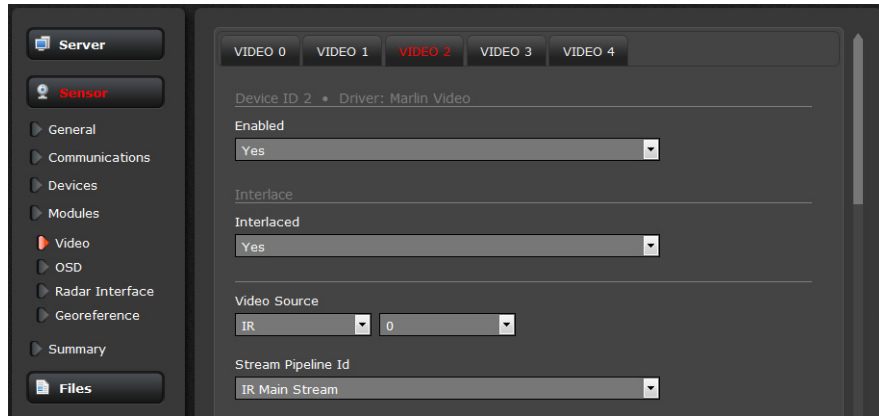 Server
Sensor
General
Communications
Devices
Modules
Video
OSD
Radar Interface
Georeference
Summary
Files
VIDEO 0 VIDEO 1 VIDEO 2 VIDEO 3 VIDEO 4
Device ID 2 • Driver: Marlin Video
Enabled
Yes
Interlace
Interlaced
Yes
Video Source
IR 0
Stream Pipeline Id
IR Main Stream